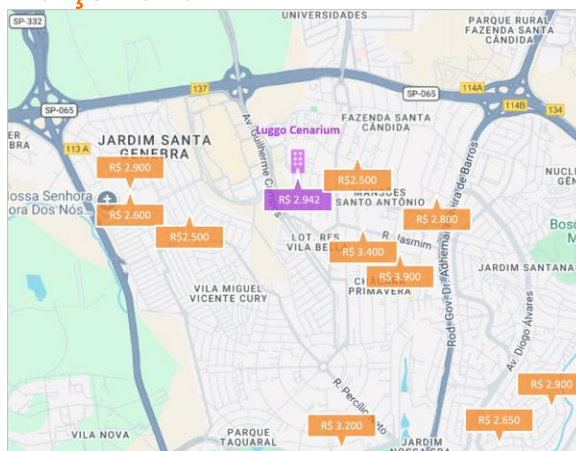 SP-332
UNIVERSIDADES
PARQUE RURAL
FAZENDA SANTA
CÂNDIDA
137
SP-065
114A
SP-065
114B
134
Av. Guilherme
FAZENDA SANTA
CÂNDIDA
Luggo Cenarium
JARDIM SANTA
GENEBRA
113 A
R$ 2.900
R$2.500
R$ 2.942
MANSÕES
SANTO ANTÔNIO
Nossa Senhora
Dos Nós...
R$ 2.600
R$2.500
R$ 2.800
Rod. Gov. Dr. Adhemar de Barros
LOT. RES.
VILA BELLA
R. Jasmim
R$ 3.400
R$ 3.900
CHÁCARA
PRIMAVERA
JARDIM SANTANA
VILA MIGUEL
VICENTE CURY
Av. Diogo Álvares
R$ 2.900
R$ 2.650
R$ 3.200
VILA NOVA
PARQUE
TAQUARAL
JARDIM